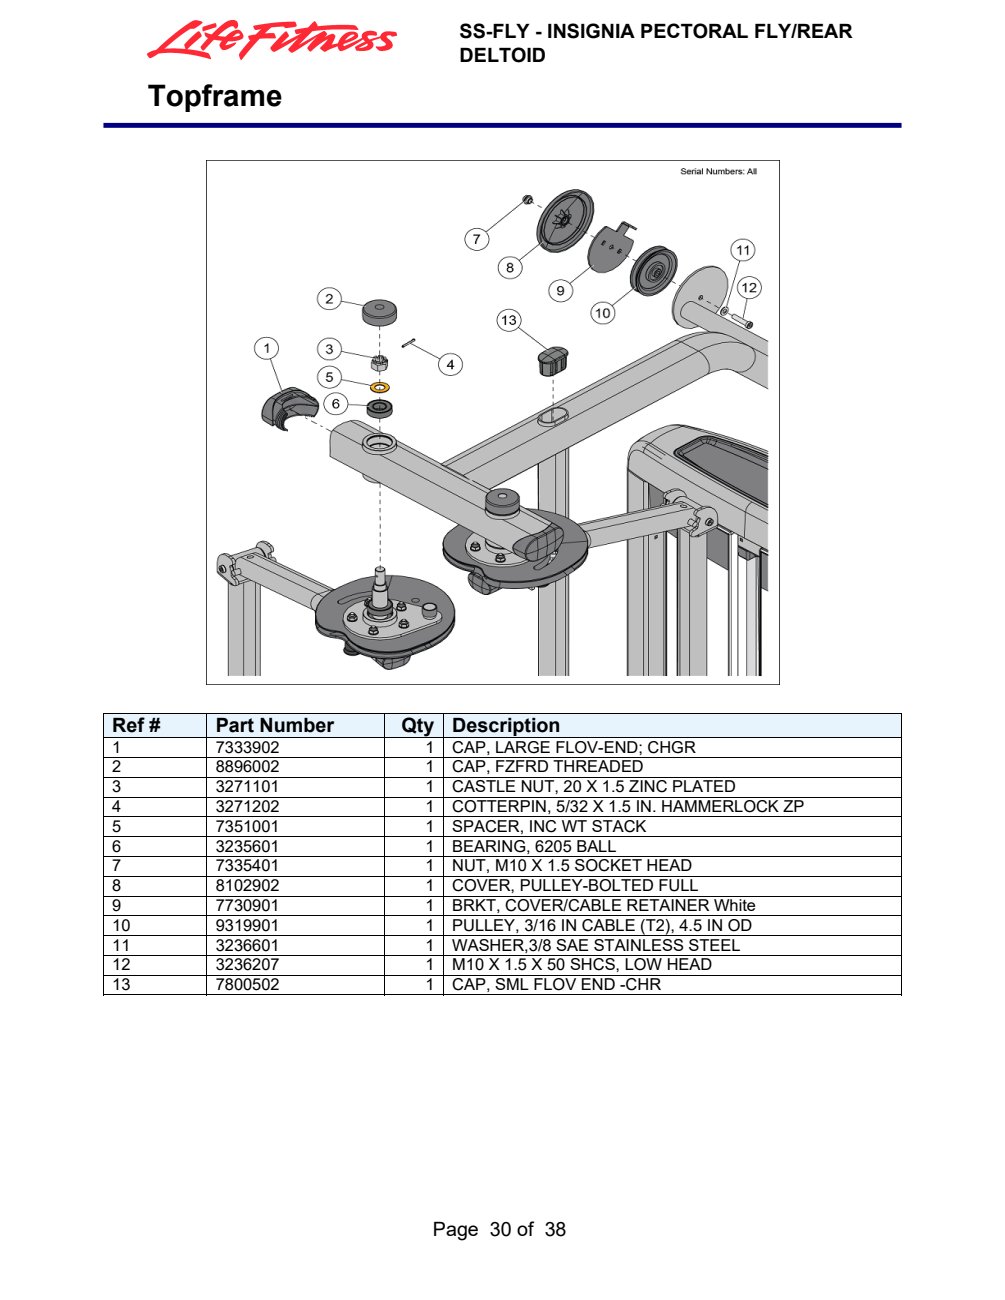 Life Fitness
SS-FLY - INSIGNIA PECTORAL FLY/REAR
DELTOID
Topframe
Serial Numbers: All
7
8
9
10
11
12
2
13
1
3
4
5
6
Ref # Part Number Qty Description
1 7333902 1 CAP, LARGE FLOV-END; CHGR
2 8896002 1 CAP, FZFRD THREADED
3 3271101 1 CASTLE NUT, 20 X 1.5 ZINC PLATED
4 3271202 1 COTTERPIN, 5/32 X 1.5 IN. HAMMERLOCK ZP
5 7351001 1 SPACER, INC WT STACK
6 3235601 1 BEARING, 6205 BALL
7 7335401 1 NUT, M10 X 1.5 SOCKET HEAD
8 8102902 1 COVER, PULLEY-BOLTED FULL
9 7730901 1 BRKT, COVER/CABLE RETAINER White
10 9319901 1 PULLEY, 3/16 IN CABLE (T2), 4.5 IN OD
11 3236601 1 WASHER,3/8 SAE STAINLESS STEEL
12 3236207 1 M10 X 1.5 X 50 SHCS, LOW HEAD
13 7800502 1 CAP, SML FLOV END -CHR
Page 30 of 38